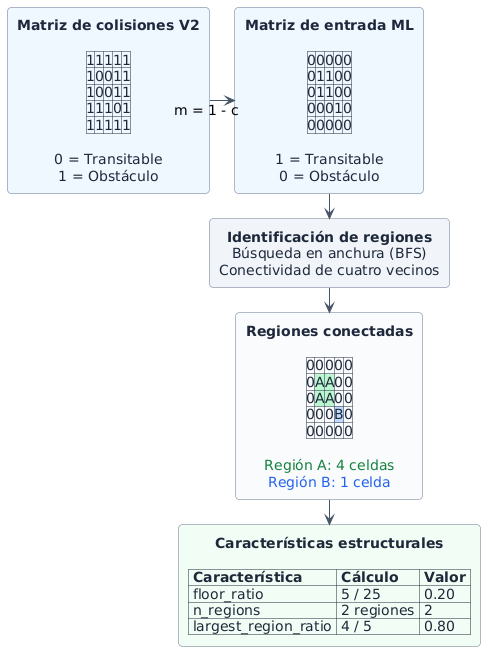 Matriz de colisiones V2
11111
10011
10011
11101
11111
0 = Transitable
1 = Obstáculo
m = 1 - c
Matriz de entrada ML
00000
01100
01100
00010
00000
1 = Transitable
0 = Obstáculo
Identificación de regiones
Búsqueda en anchura (BFS)
Conectividad de cuatro vecinos
Regiones conectadas
00000
0AA00
0AA00
000B0
00000
Región A: 4 celdas
Región B: 1 celda
Características estructurales
Característica Cálculo Valor
floor_ratio 5 / 25 0.20
n_regions 2 regiones 2
largest_region_ratio 4 / 5 0.80